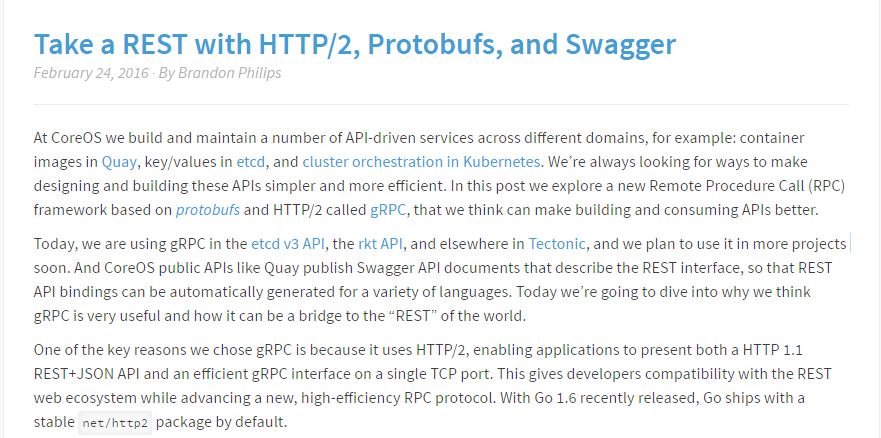 Take a REST with HTTP/2, Protobufs, and Swagger
February 24, 2016 · By Brandon Philips
At CoreOS we build and maintain a number of API-driven services across different domains, for example: container
images in Quay, key/values in etcd, and cluster orchestration in Kubernetes. We’re always looking for ways to make
designing and building these APIs simpler and more efficient. In this post we explore a new Remote Procedure Call (RPC)
framework based on protobufs and HTTP/2 called gRPC, that we think can make building and consuming APIs better.
Today, we are using gRPC in the etcd v3 API, the rkt API, and elsewhere in Tectonic, and we plan to use it in more projects
soon. And CoreOS public APIs like Quay publish Swagger API documents that describe the REST interface, so that REST
API bindings can be automatically generated for a variety of languages. Today we’re going to dive into why we think
gRPC is very useful and how it can be a bridge to the “REST” of the world.
One of the key reasons we chose gRPC is because it uses HTTP/2, enabling applications to present both a HTTP 1.1
REST+JSON API and an efficient gRPC interface on a single TCP port. This gives developers compatibility with the REST
web ecosystem while advancing a new, high-efficiency RPC protocol. With Go 1.6 recently released, Go ships with a
stable net/http2 package by default.